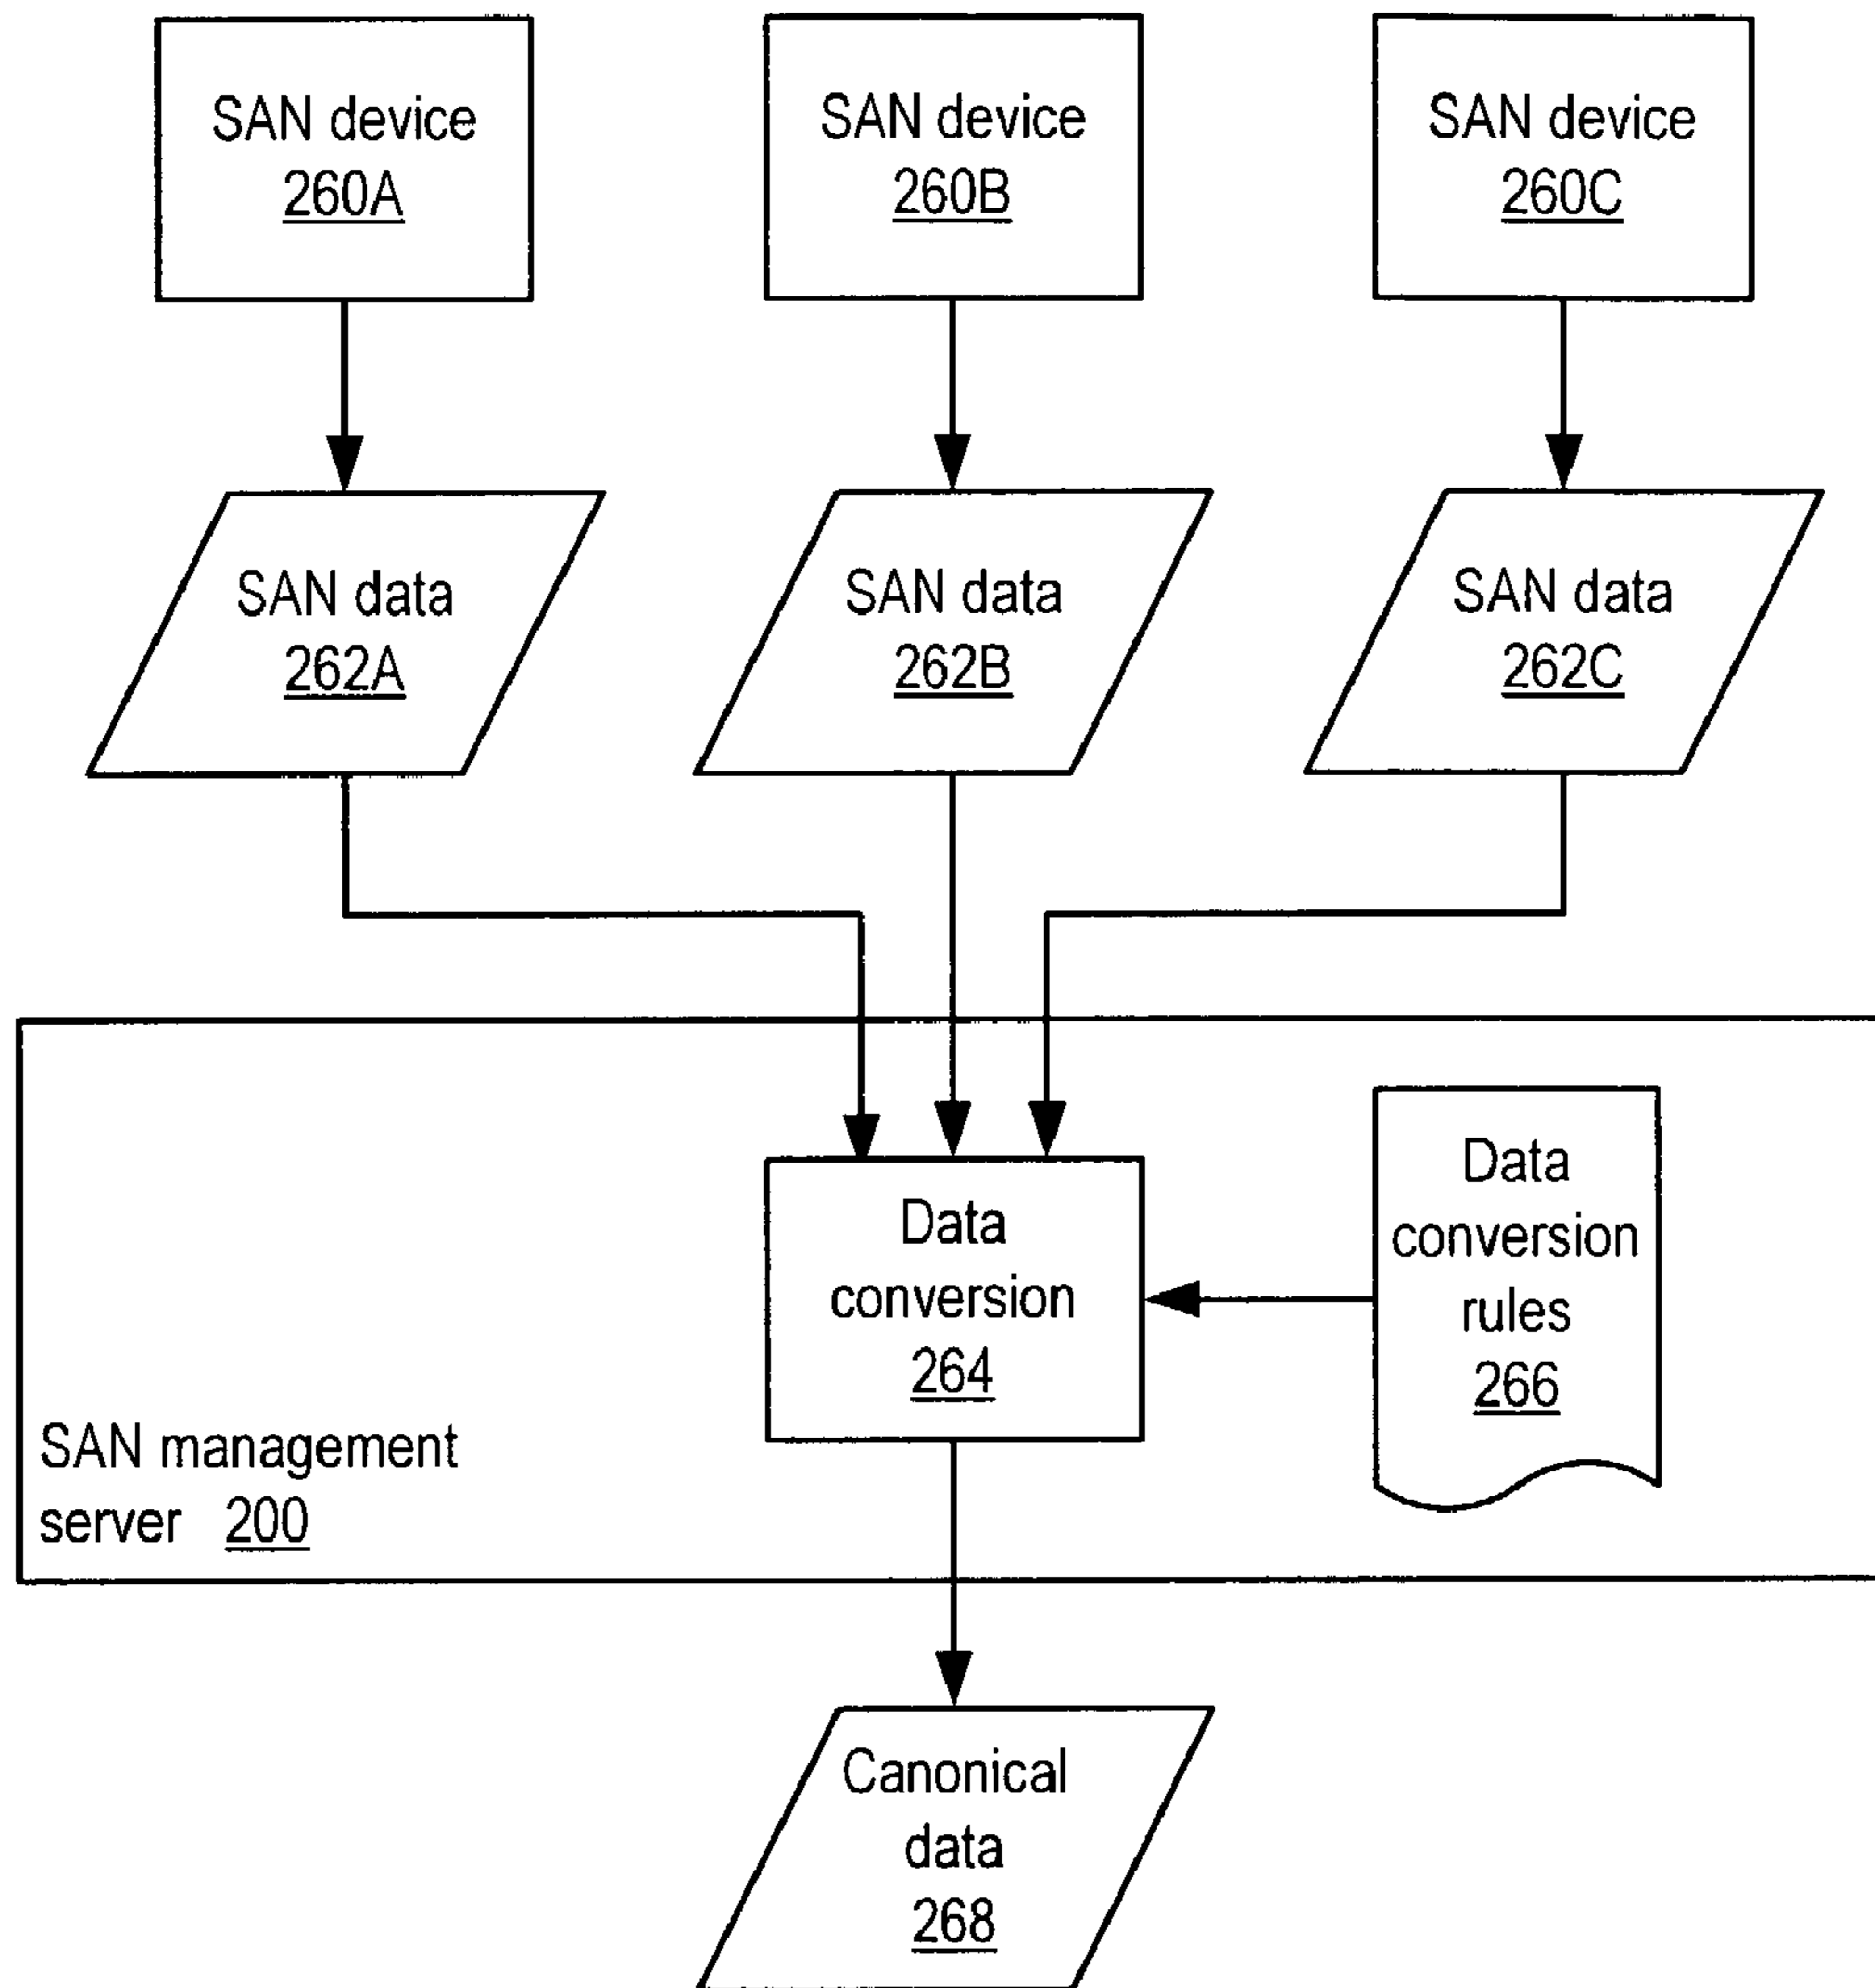 SAN device
260A
SAN device
260B
SAN device
260C
SAN data
262A
SAN data
262B
SAN data
262C
Data
conversion
264
Data
conversion
rules
266
SAN management
server 200
Canonical
data
268